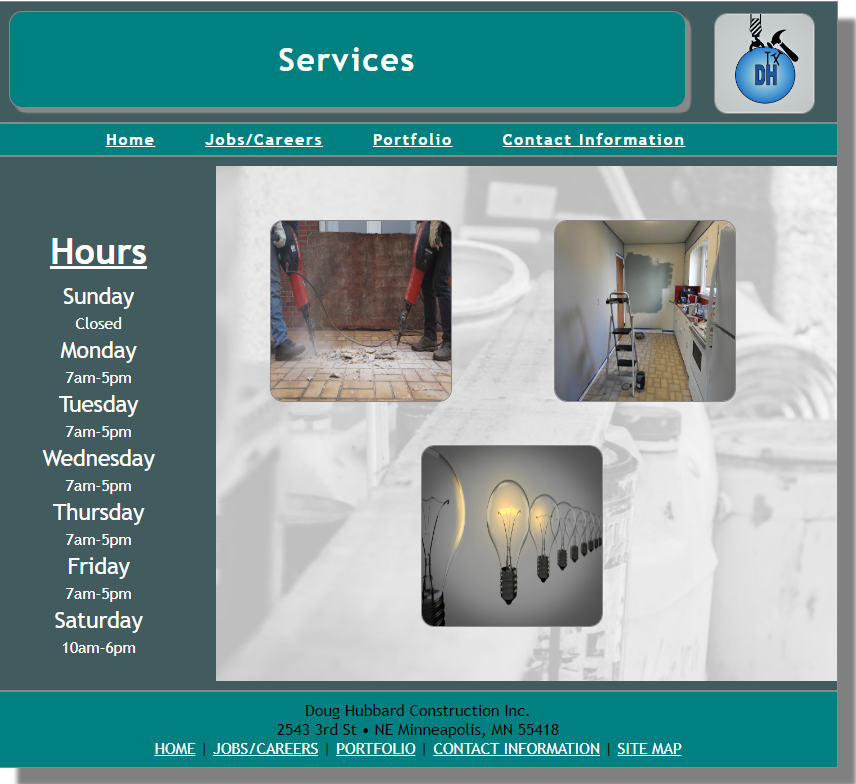 Services
DH
Home Jobs/Careers Portfolio Contact Information
Hours
Sunday
Closed
Monday
7am-5pm
Tuesday
7am-5pm
Wednesday
7am-5pm
Thursday
7am-5pm
Friday
7am-5pm
Saturday
10am-6pm
Doug Hubbard Construction Inc.
2543 3rd St • NE Minneapolis, MN 55418
HOME | JOBS/CAREERS | PORTFOLIO | CONTACT INFORMATION | SITE MAP